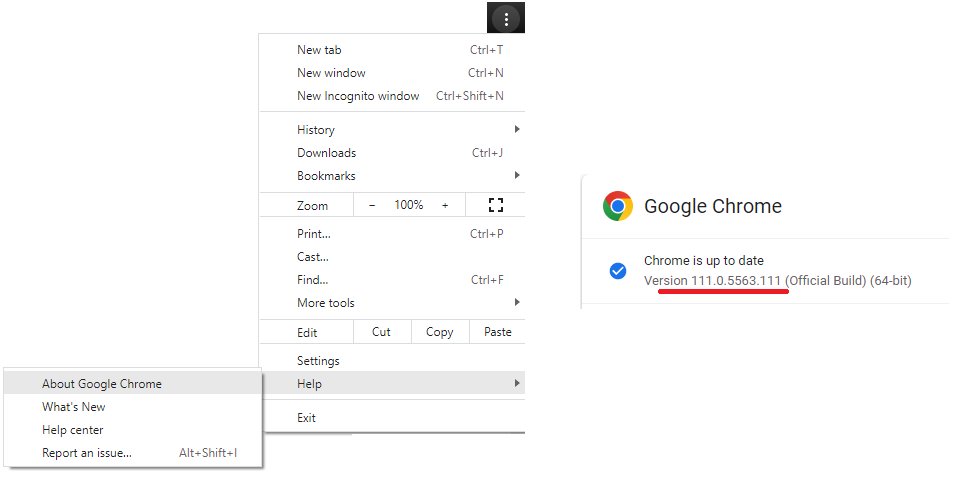 New tab Ctrl+T
New window Ctrl+N
New Incognito window Ctrl+Shift+N
History
Downloads Ctrl+J
Bookmarks
Zoom − 100% +
Print... Ctrl+P
Cast...
Find... Ctrl+F
More tools
Edit Cut Copy Paste
Settings
Help
Exit
About Google Chrome
What's New
Help center
Report an issue... Alt+Shift+I
Google Chrome
Chrome is up to date
Version 111.0.5563.111 (Official Build) (64-bit)